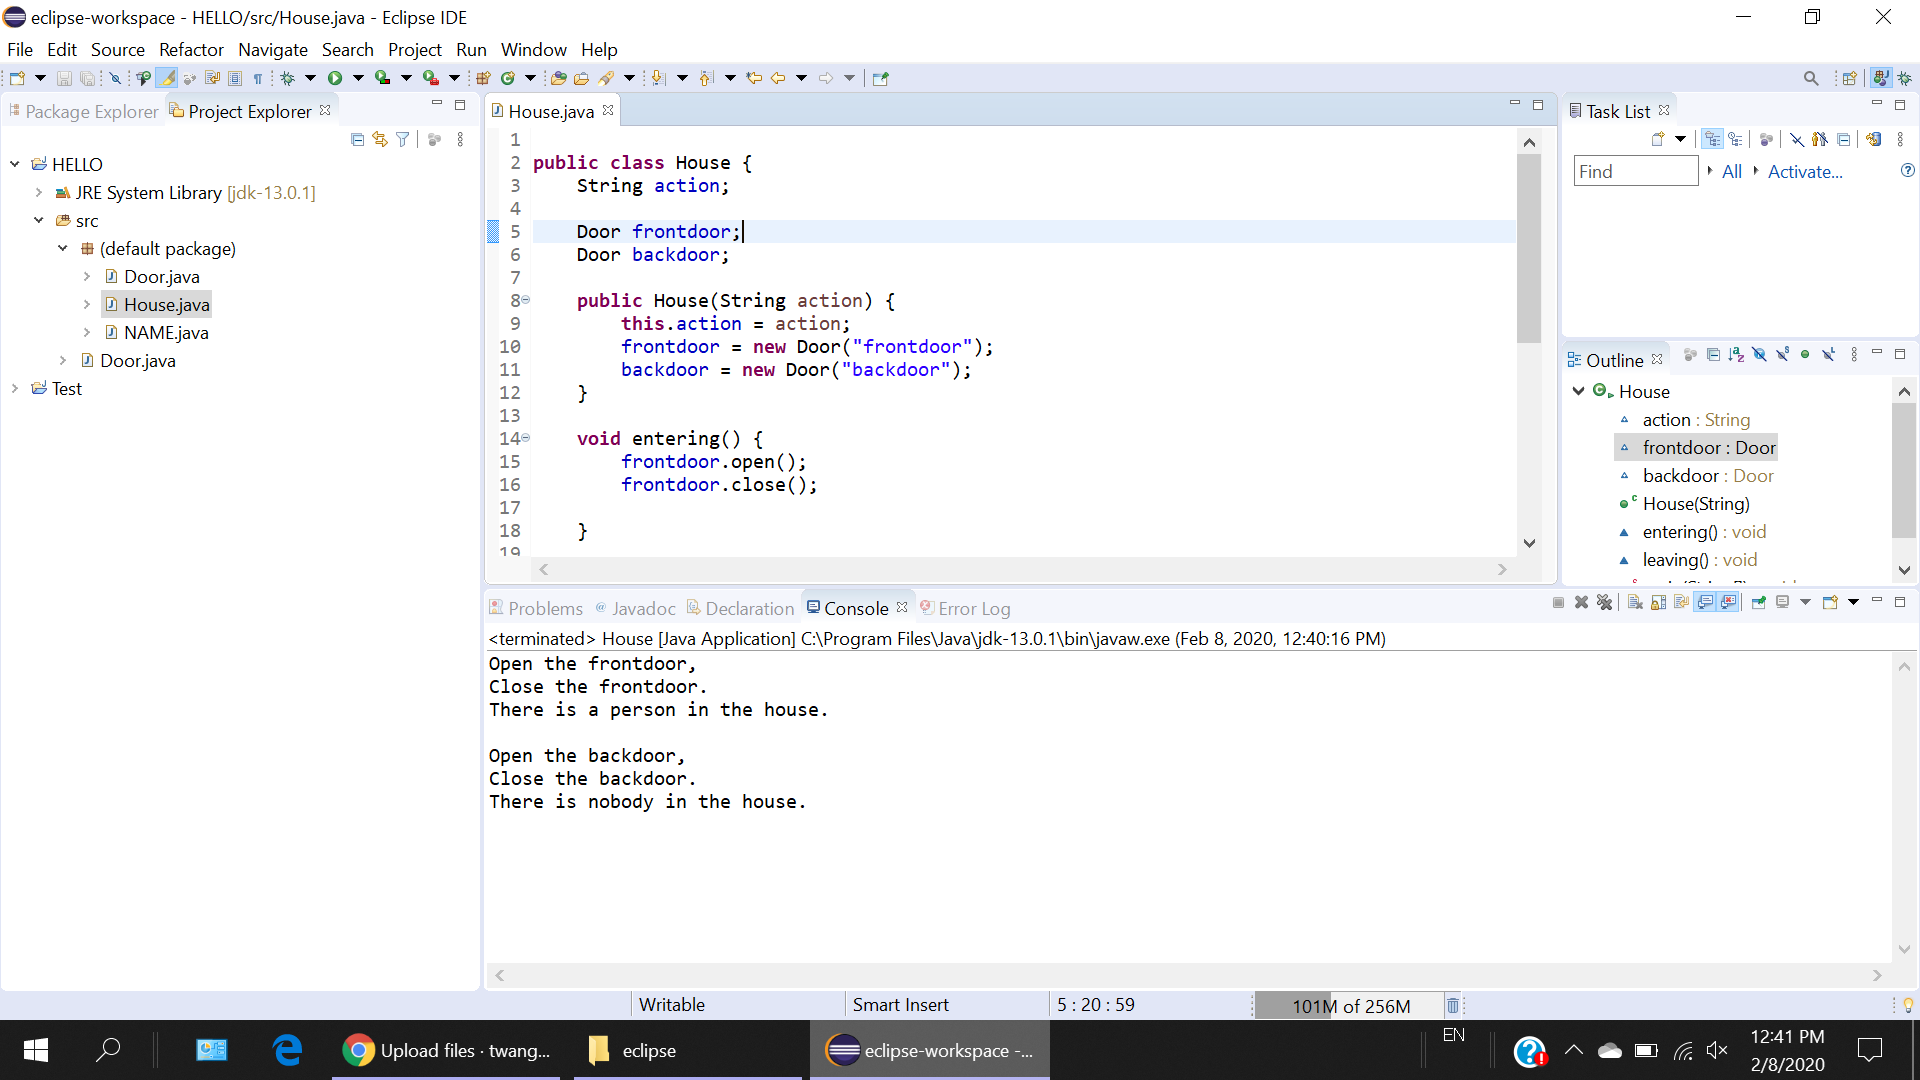 eclipse-workspace - HELLO/src/House.java - Eclipse IDE
File Edit Source Refactor Navigate Search Project Run Window Help
Package Explorer Project Explorer
HELLO
JRE System Library [jdk-13.0.1]
src
(default package)
Door.java
House.java
NAME.java
Door.java
Test
House.java
1
2 public class House {
3 String action;
4
5 Door frontdoor;
6 Door backdoor;
7
8 public House(String action) {
9 this.action = action;
10 frontdoor = new Door("frontdoor");
11 backdoor = new Door("backdoor");
12 }
13
14 void entering() {
15 frontdoor.open();
16 frontdoor.close();
17
18 }
19
Task List
Find All Activate...
Outline
House
action : String
frontdoor : Door
backdoor : Door
House(String)
entering() : void
leaving() : void
Problems Javadoc Declaration Console Error Log
<terminated> House [Java Application] C:\Program Files\Java\jdk-13.0.1\bin\javaw.exe (Feb 8, 2020, 12:40:16 PM)
Open the frontdoor,
Close the frontdoor.
There is a person in the house.
Open the backdoor,
Close the backdoor.
There is nobody in the house.
Writable Smart Insert 5 : 20 : 59 101M of 256M
Upload files · twang... eclipse eclipse-workspace -... EN 12:41 PM
2/8/2020